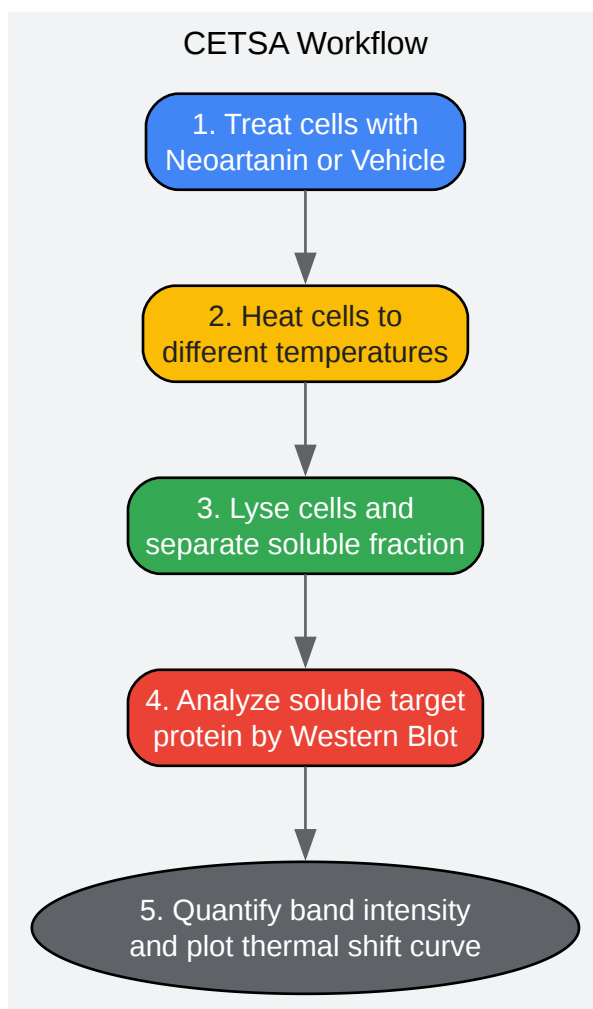 CETSA Workflow
1. Treat cells with
Neoartanin or Vehicle
2. Heat cells to
different temperatures
3. Lyse cells and
separate soluble fraction
4. Analyze soluble target
protein by Western Blot
5. Quantify band intensity
and plot thermal shift curve